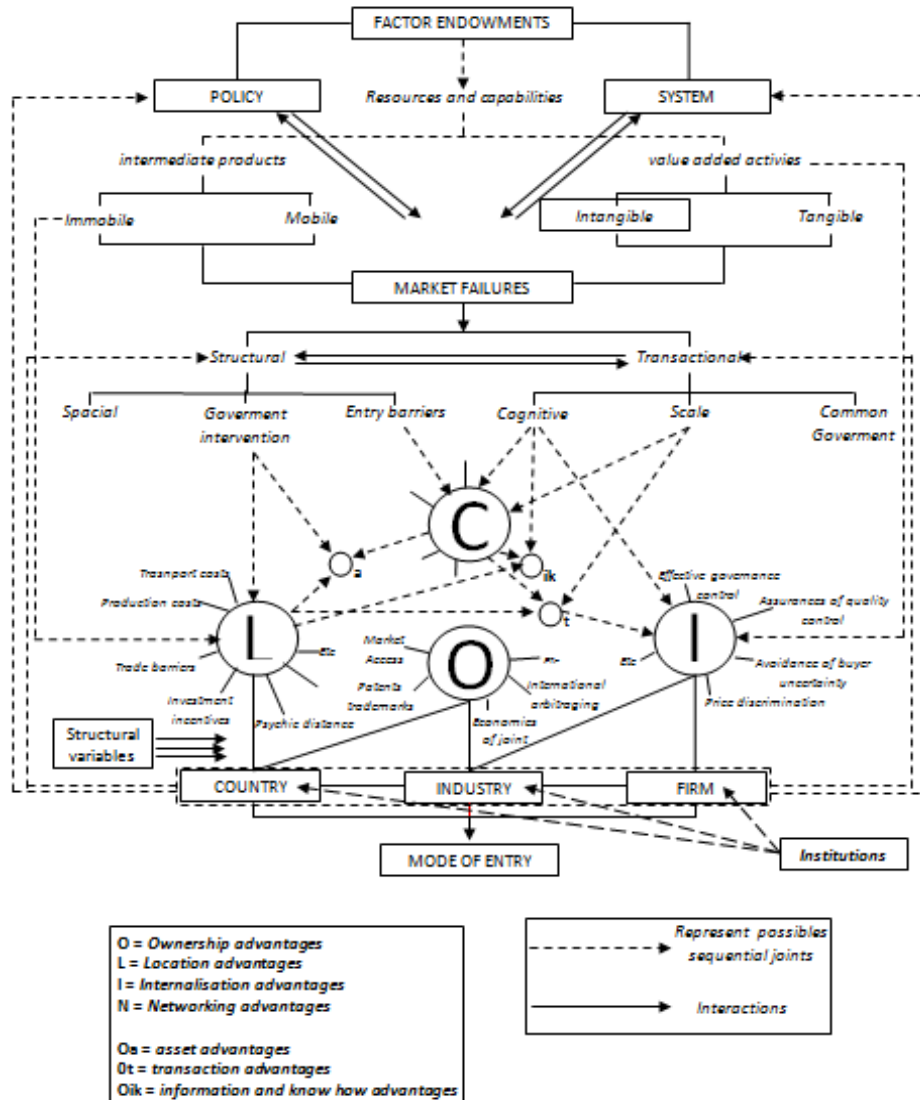 FACTOR ENDOWMENTS
POLICY
Resources and capabilities
SYSTEM
intermediate products
value added activies
Immobile
Mobile
Intangible
Tangible
MARKET FAILURES
Structural
Transactional
Spacial
Goverment
intervention
Entry barriers
Cognitive
Scale
Common
Goverment
C
a
ik
t
Trasnport costs
Production costs
L
Etc
Trade barriers
Investment
incentives
Psychic distance
Market
Access
O
Patents
trademarks
International
arbitraging
Economics
of joint
Effective governance
control
Assurances of quality
control
I
Etc
Avoidance of buyer
uncertainty
Price discrimination
Structural
variables
COUNTRY
INDUSTRY
FIRM
MODE OF ENTRY
Institutions
O = Ownership advantages
L = Location advantages
I = Internalisation advantages
N = Networking advantages
Oa = asset advantages
0t = transaction advantages
Oik = information and know how advantages
Represent possibles
sequential joints
Interactions